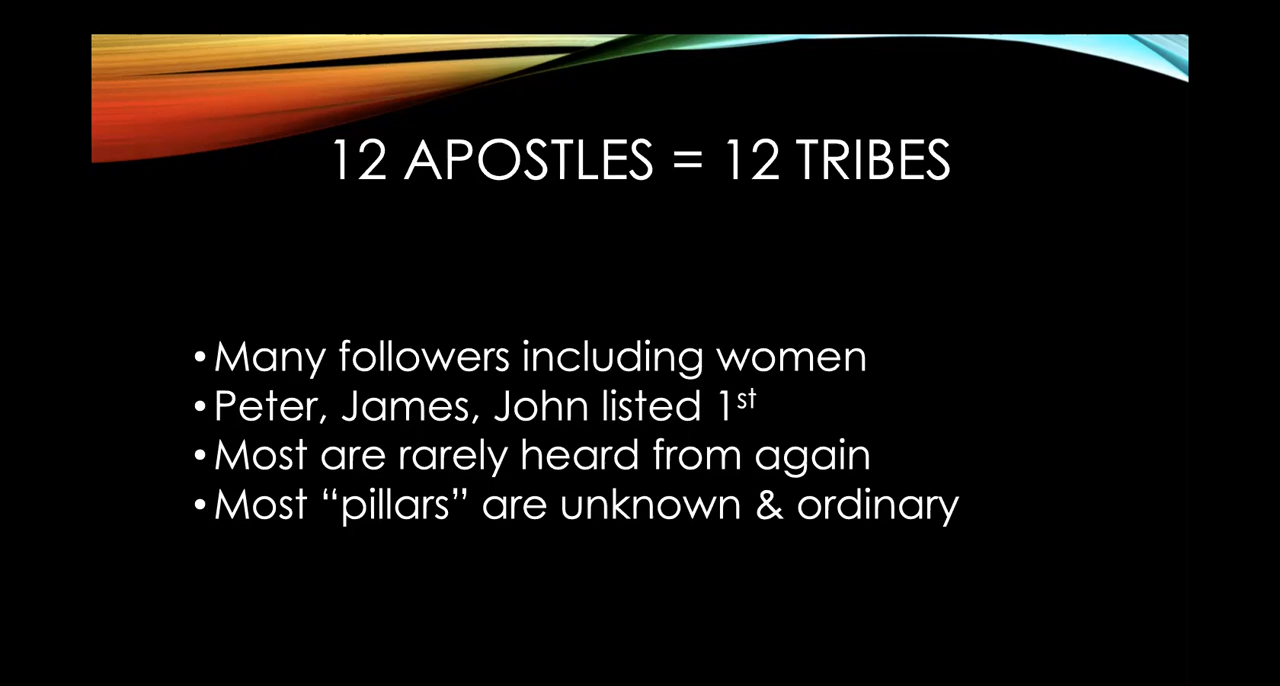 12 APOSTLES = 12 TRIBES
• Many followers including women
• Peter, James, John listed 1st
• Most are rarely heard from again
• Most “pillars” are unknown & ordinary